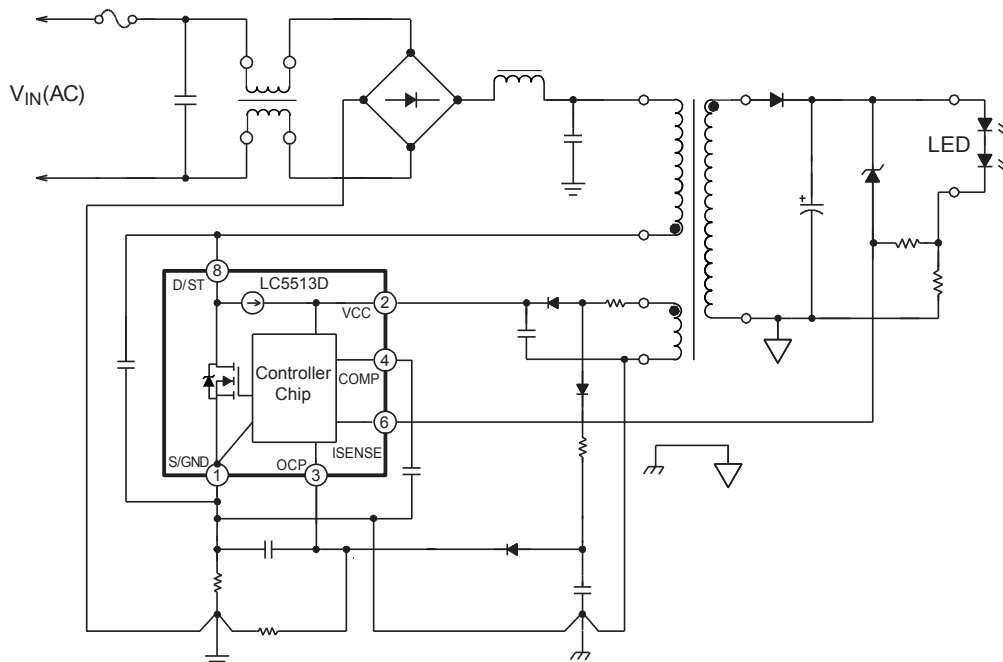 V_IN(AC)
LED
8
D/ST
LC5513D
2
VCC
4
COMP
Controller
Chip
6
ISENSE
S/GND
OCP
1
3
+